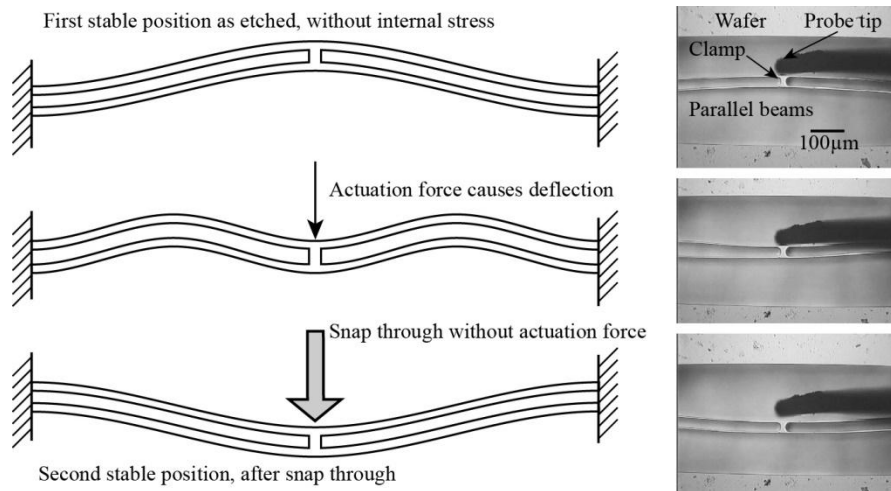 First stable position as etched, without internal stress
Actuation force causes deflection
Snap through without actuation force
Second stable position, after snap through
Wafer
Probe tip
Clamp
Parallel beams
100µm